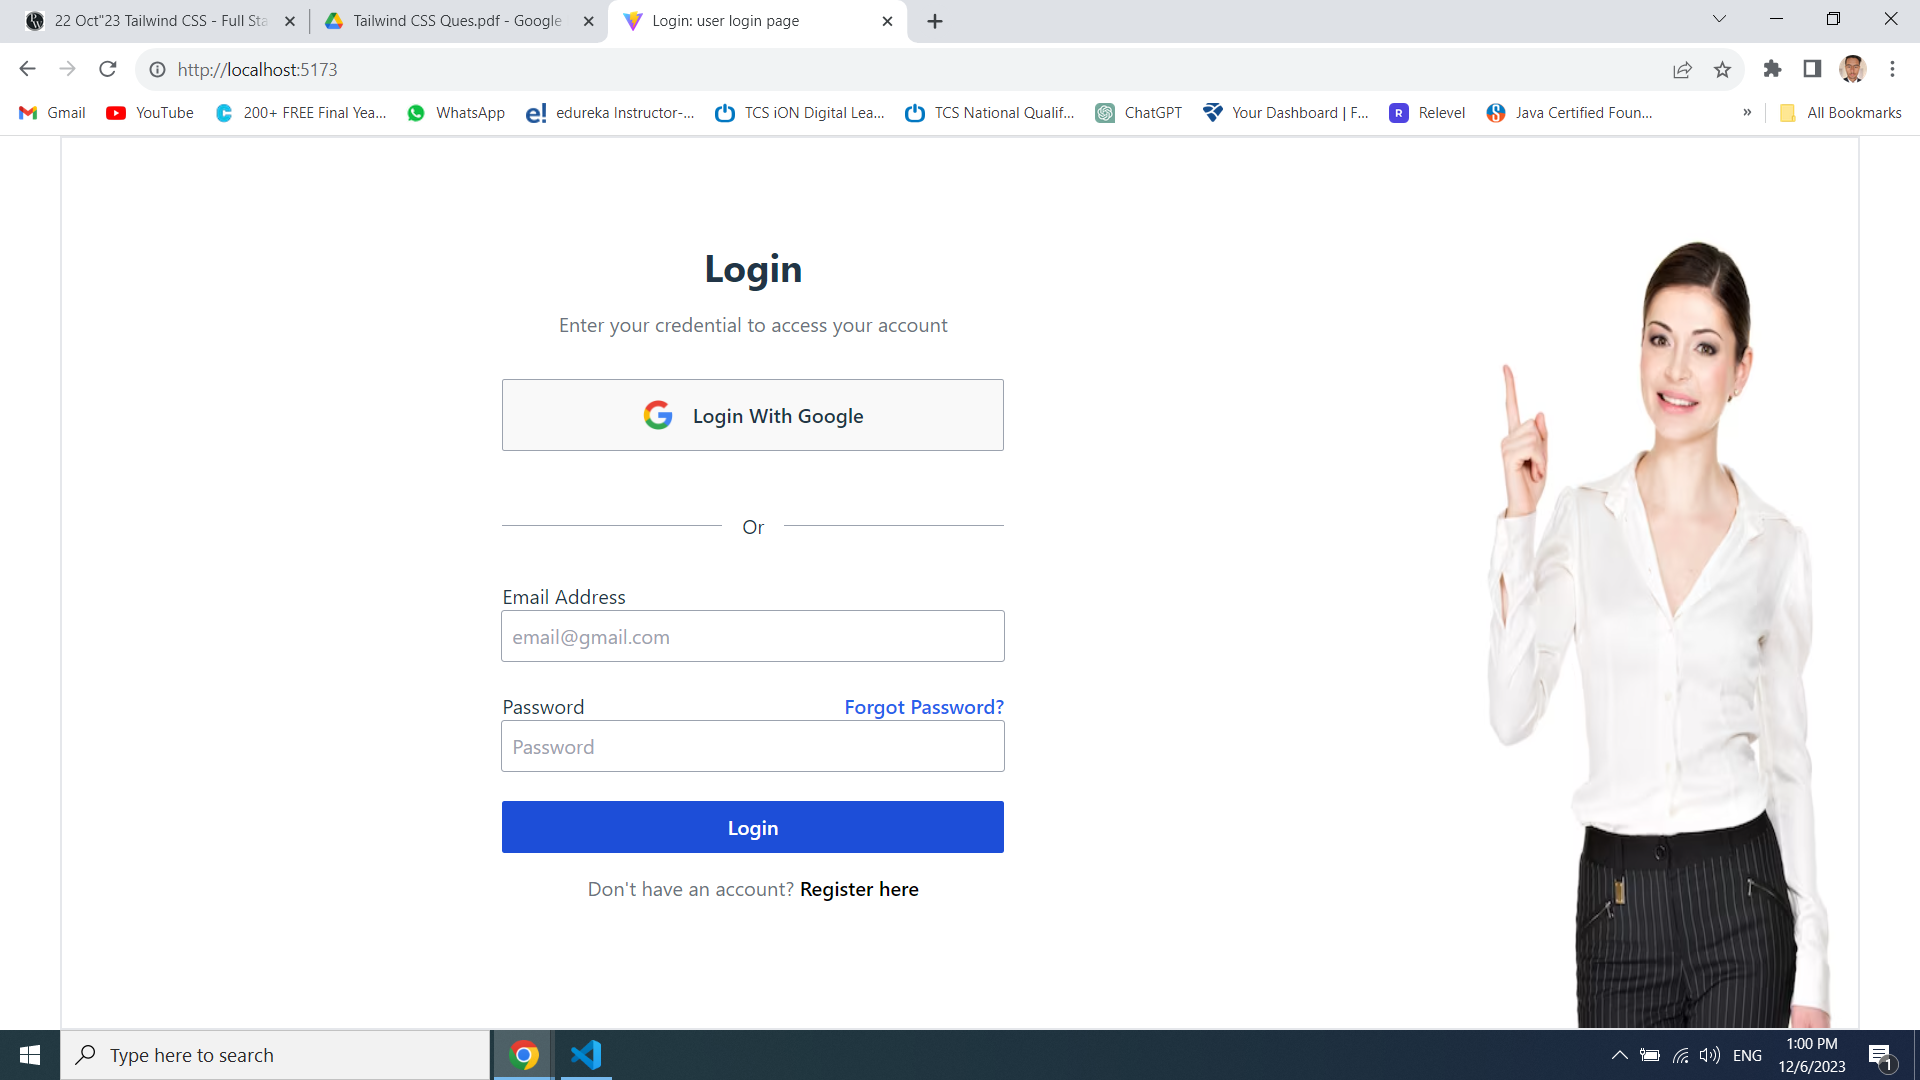 22 Oct"23 Tailwind CSS - Full Sta
Tailwind CSS Ques.pdf - Google
Login: user login page
http://localhost:5173
Gmail
YouTube
200+ FREE Final Yea...
WhatsApp
e! edureka Instructor-...
TCS iON Digital Lea...
TCS National Qualif...
ChatGPT
Your Dashboard | F...
R Relevel
Java Certified Foun...
»
All Bookmarks
Login
Enter your credential to access your account
Login With Google
Or
Email Address
email@gmail.com
Password Forgot Password?
Password
Login
Don't have an account? Register here
Type here to search
ENG
1:00 PM
12/6/2023
1